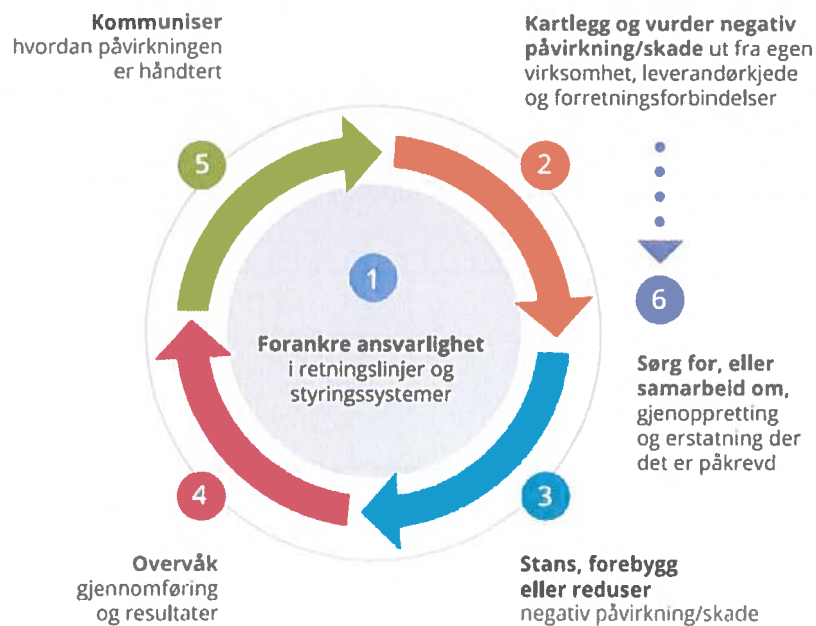 Kommuniser
hvordan påvirkningen
er håndtert
5
Kartlegg og vurder negativ
påvirkning/skade ut fra egen
virksomhet, leverandørkjede
og forretningsforbindelser
2
1
Forankre ansvarlighet
i retningslinjer og
styringssystemer
6
Sørg for, eller
samarbeid om,
gjenoppretting
og erstatning der
det er påkrevd
4
Overvåk
gjennomføring
og resultater
3
Stans, forebygg
eller reduser
negativ påvirkning/skade